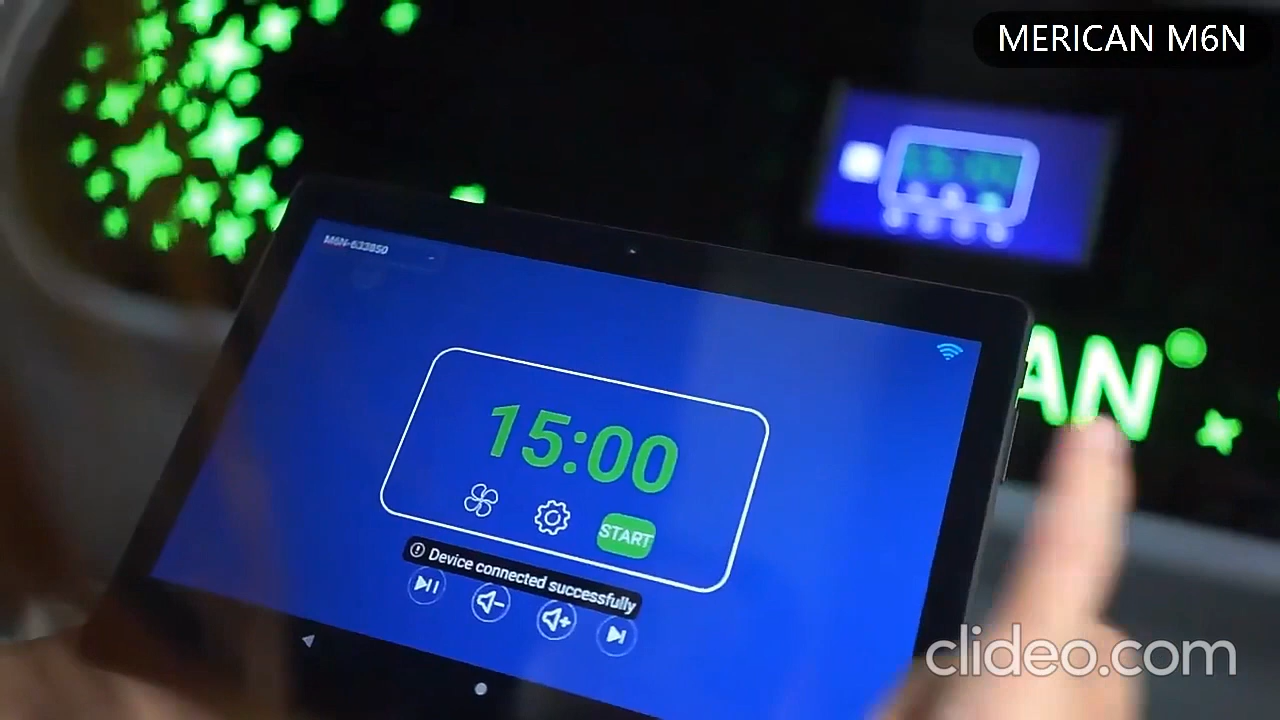 MERICAN M6N
M6N-633850
15:00
START
Device connected successfully
AN
clideo.com